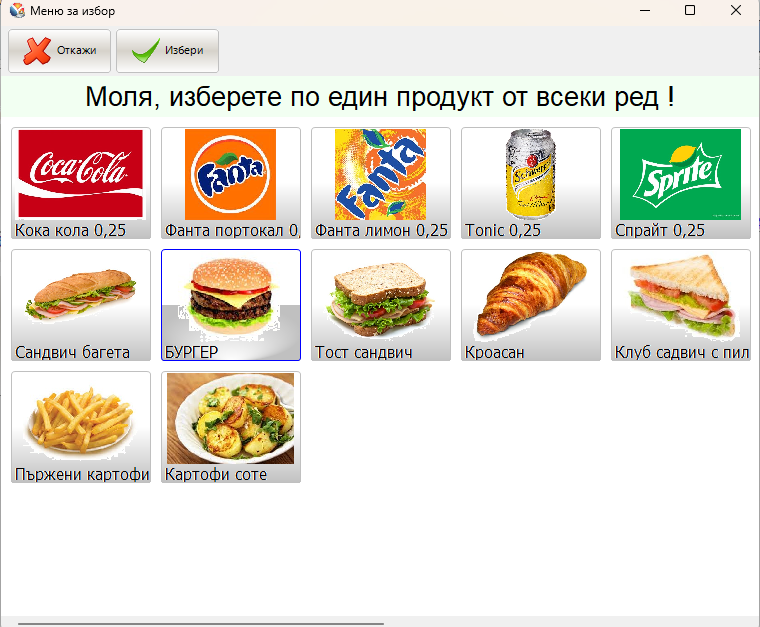 Меню за избор
Откажи Избери
Моля, изберете по един продукт от всеки ред !
Coca-Cola Fanta Fanta Schweppes Sprite
Кока кола 0,25 Фанта портокал 0, Фанта лимон 0,25 Tonic 0,25 Спрайт 0,25
Сандвич багета БУРГЕР Тост сандвич Кроасан Клуб садвич с пил
Пържени картофи Картофи соте